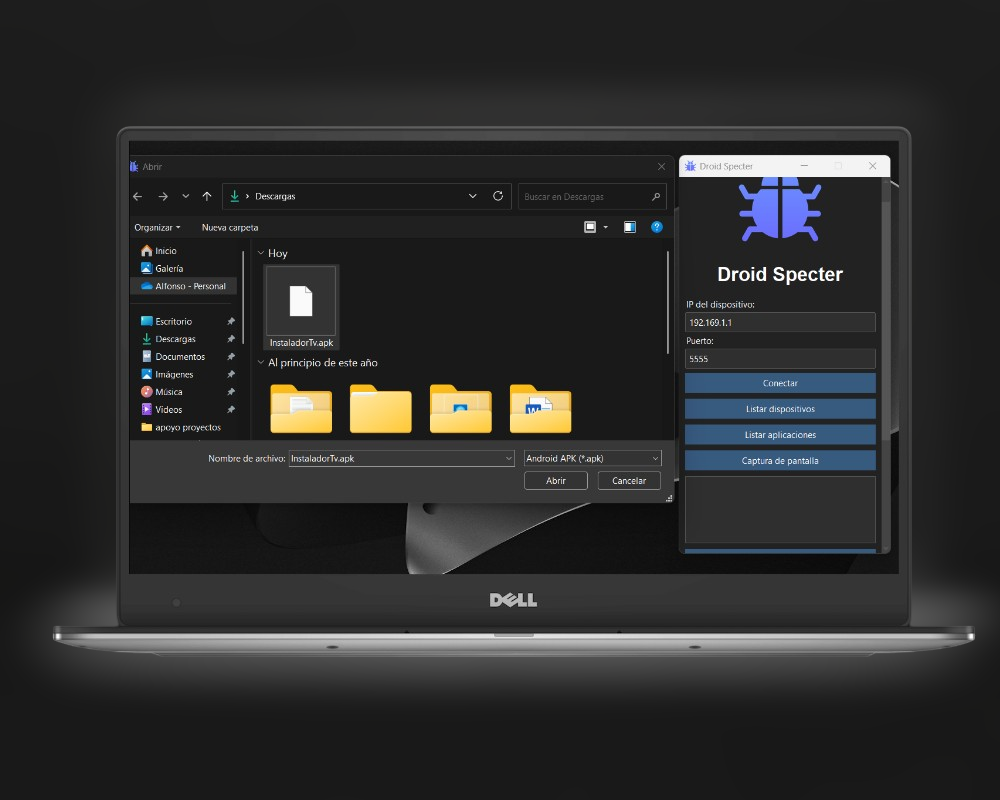 Abrir
Descargas
Buscar en Descargas
Organizar
Nueva carpeta
Inicio
Galería
Alfonso - Personal
Escritorio
Descargas
Documentos
Imágenes
Música
Vídeos
apoyo proyectos
Hoy
InstaladorTv.apk
Al principio de este año
W
Nombre de archivo: InstaladorTv.apk
Android APK (*.apk)
Abrir
Cancelar
Droid Specter
Droid Specter
IP del dispositivo:
192.169.1.1
Puerto:
5555
Conectar
Listar dispositivos
Listar aplicaciones
Captura de pantalla
DELL